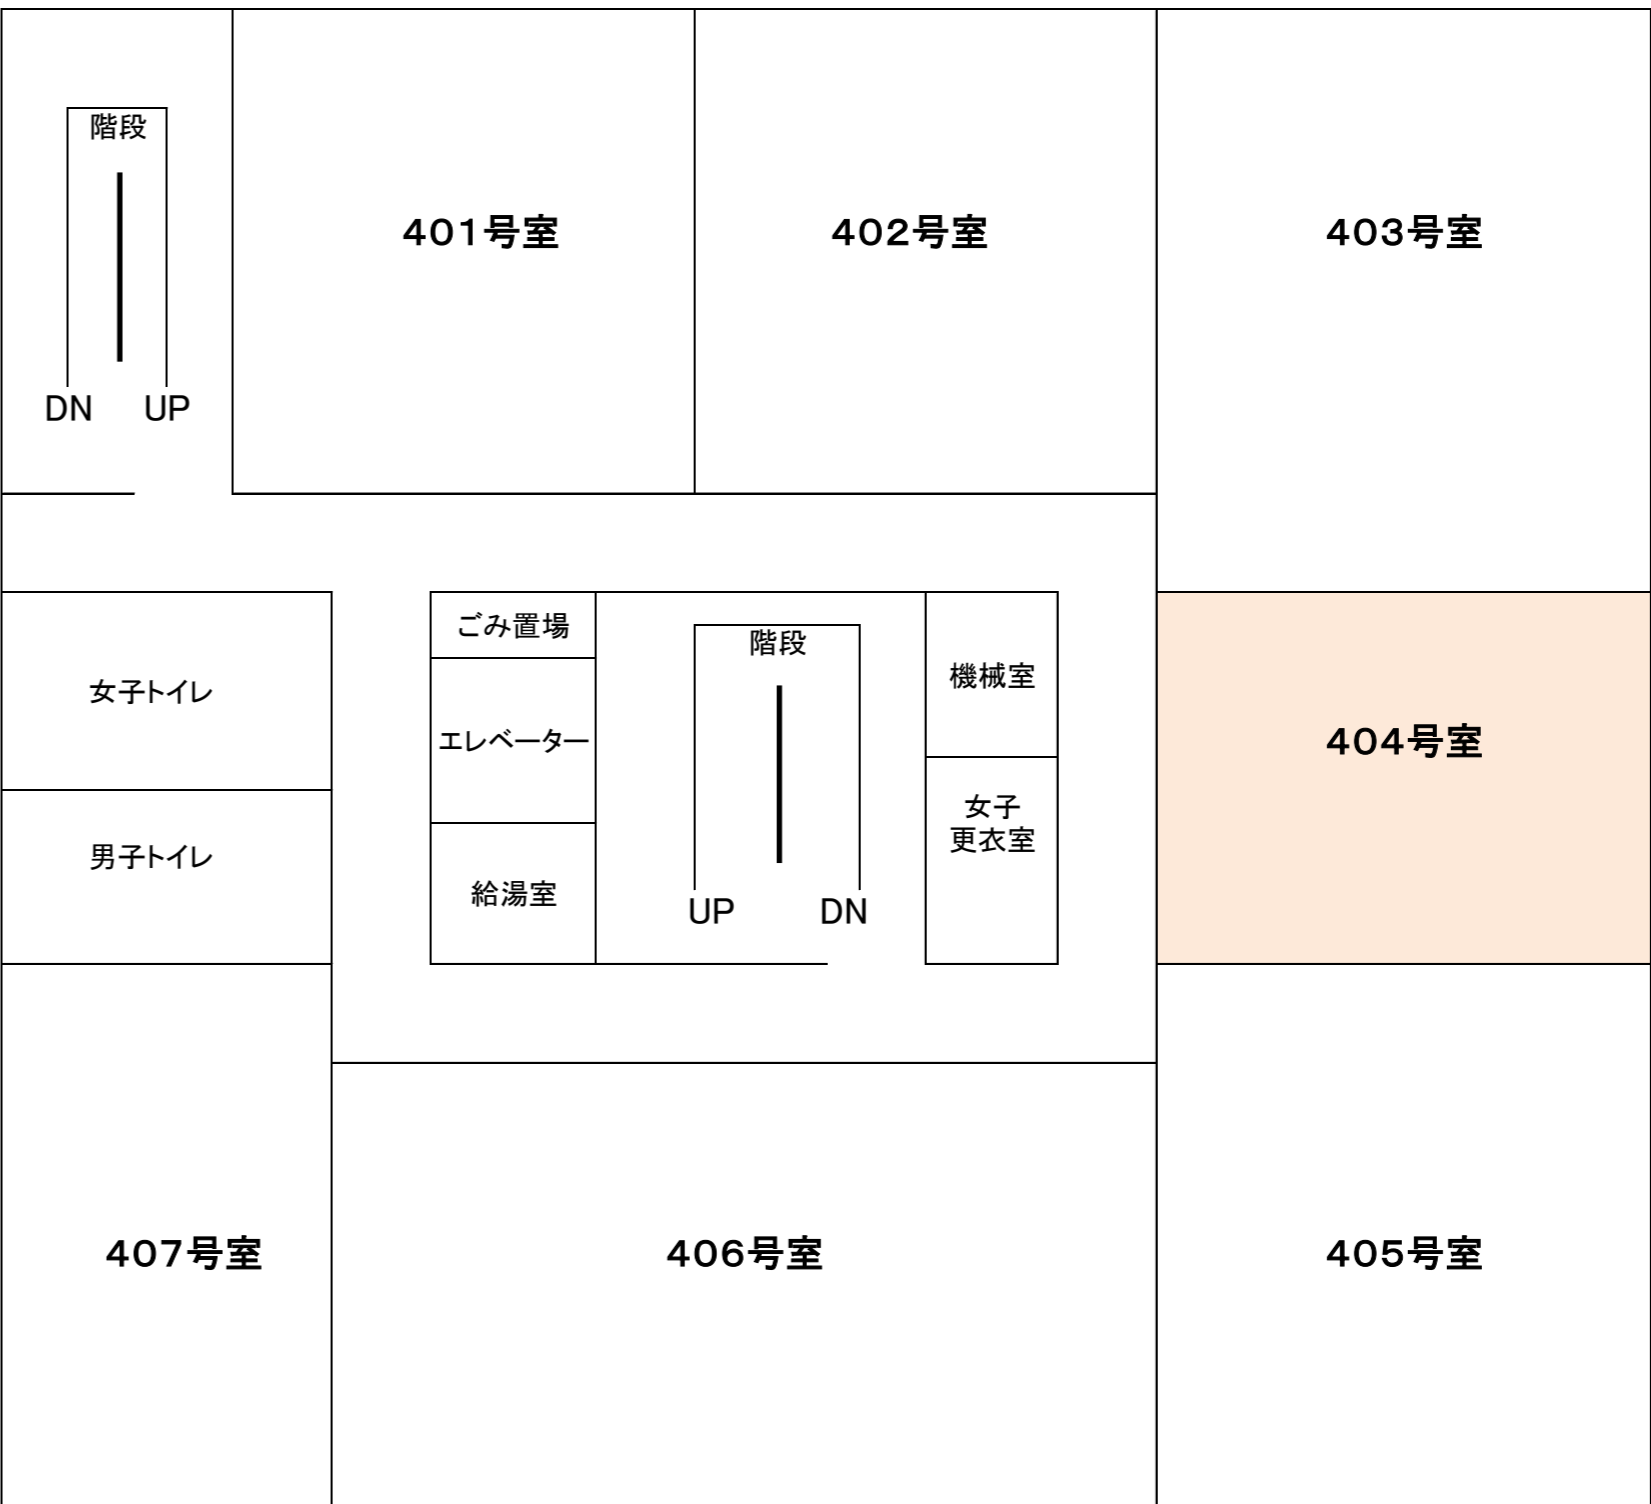 階段
401号室
402号室
403号室
DN
UP
ごみ置場
階段
機械室
女子トイレ
エレベーター
404号室
女子
更衣室
男子トイレ
給湯室
UP
DN
407号室
406号室
405号室